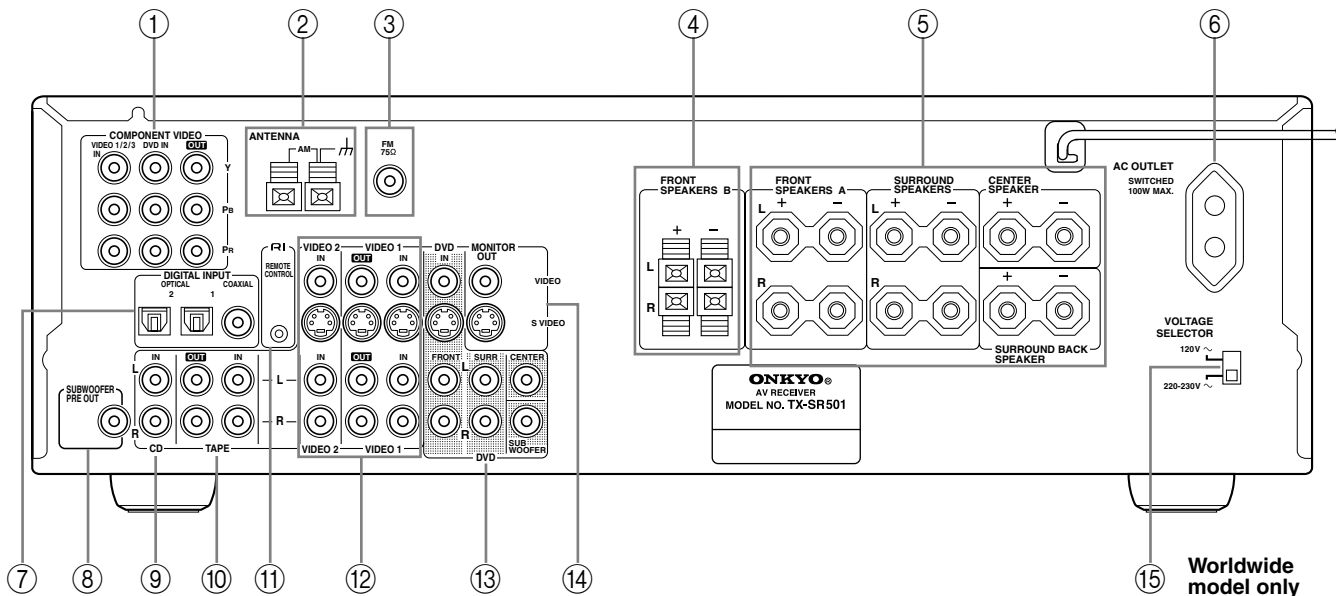 ① ② ③ ④ ⑤ ⑥
COMPONENT VIDEO
VIDEO 1/2/3 IN DVD IN OUT
Y
PB
PR
ANTENNA
AM
FM
75Ω
FRONT
SPEAKERS B
+ −
L
R
FRONT
SPEAKERS A
L + −
R
SURROUND
SPEAKERS
L + −
R
CENTER
SPEAKER
+ −
+ −
SURROUND BACK
SPEAKER
AC OUTLET
SWITCHED
100W MAX.
DIGITAL INPUT
OPTICAL COAXIAL
2 1
RI
REMOTE
CONTROL
VIDEO 2 VIDEO 1 DVD MONITOR
OUT
IN OUT IN IN
VIDEO
S VIDEO
IN OUT IN
L
R
CD TAPE
L
R
IN OUT IN
VIDEO 2 VIDEO 1
FRONT SURR CENTER
L
R
SUB
WOOFER
DVD
SUBWOOFER
PRE OUT
ONKYO®
AV RECEIVER
MODEL NO. TX-SR501
VOLTAGE
SELECTOR
120V ∼
220-230V ∼
⑦ ⑧ ⑨ ⑩ ⑪ ⑫ ⑬ ⑭ ⑮
Worldwide
model only